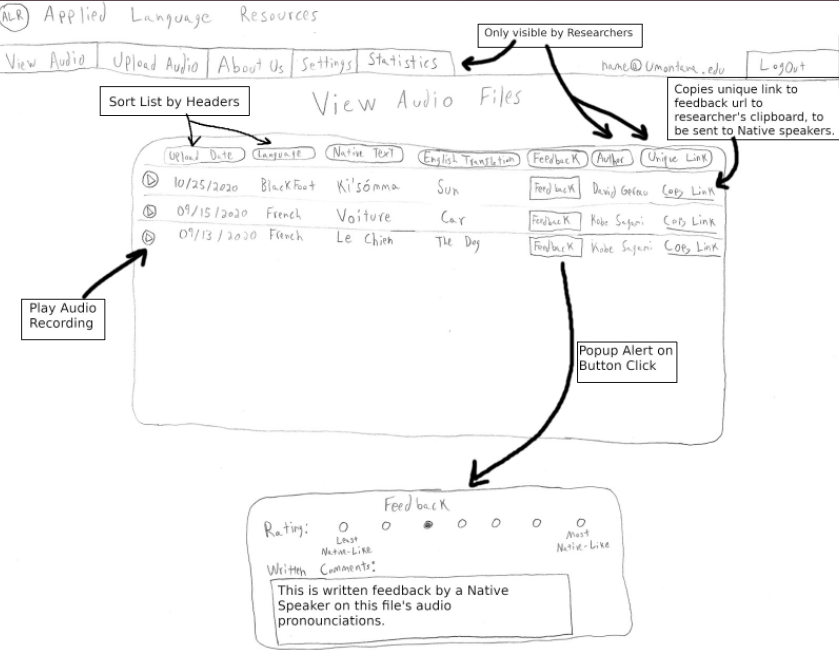 ALR Applied Language Resources
Only visible by Researchers
View Audio Upload Audio About Us Settings Statistics
name@umontana.edu LogOut
View Audio Files
Sort List by Headers
Copies unique link to
feedback url to
researcher's clipboard, to
be sent to Native speakers.
Upload Date Language Native Text English Translation Feedback Author Unique Link
10/25/2020 Blackfoot Ki'sómma Sun Feedback David Copy Link
09/15/2020 French Voiture Car Feedback Kobe Copy Link
09/13/2020 French Le Chien The Dog Feedback Kobe Copy Link
Play Audio
Recording
Popup Alert on
Button Click
Feedback
Rating:
Least
Native-Like
Most
Native-Like
Written Comments:
This is written feedback by a Native
Speaker on this file's audio
pronounciations.